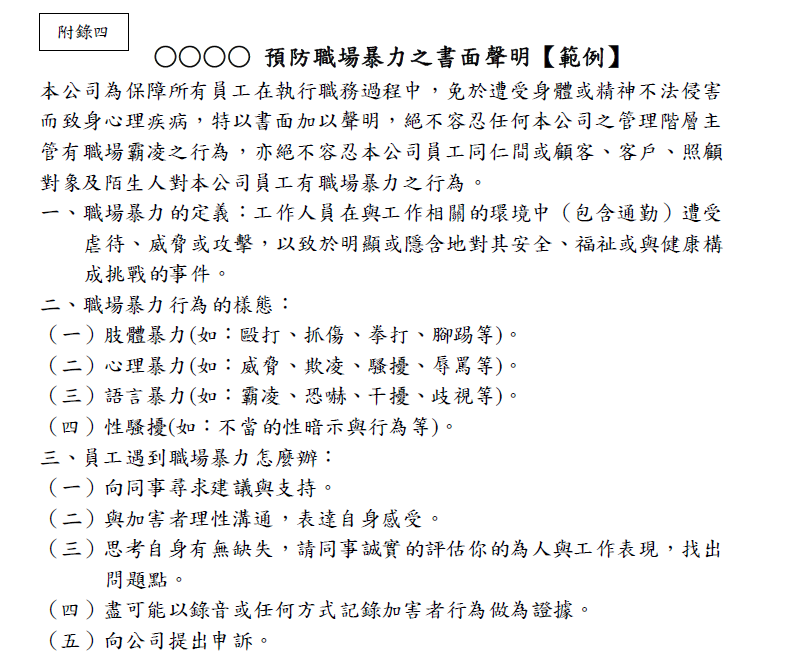 附錄四
〇〇〇〇 預防職場暴力之書面聲明【範例】
本公司為保障所有員工在執行職務過程中，免於遭受身體或精神不法侵害
而致身心理疾病，特以書面加以聲明，絕不容忍任何本公司之管理階層主
管有職場霸凌之行為，亦絕不容忍本公司員工同仁間或顧客、客戶、照顧
對象及陌生人對本公司員工有職場暴力之行為。
一、職場暴力的定義：工作人員在與工作相關的環境中（包含通勤）遭受
虐待、威脅或攻擊，以致於明顯或隱含地對其安全、福祉或與健康構
成挑戰的事件。
二、職場暴力行為的樣態：
（一）肢體暴力(如：毆打、抓傷、拳打、腳踢等)。
（二）心理暴力(如：威脅、欺凌、騷擾、辱罵等)。
（三）語言暴力(如：霸凌、恐嚇、干擾、歧視等)。
（四）性騷擾(如：不當的性暗示與行為等)。
三、員工遇到職場暴力怎麼辦：
（一）向同事尋求建議與支持。
（二）與加害者理性溝通，表達自身感受。
（三）思考自身有無缺失，請同事誠實的評估你的為人與工作表現，找出
問題點。
（四）盡可能以錄音或任何方式記錄加害者行為做為證據。
（五）向公司提出申訴。